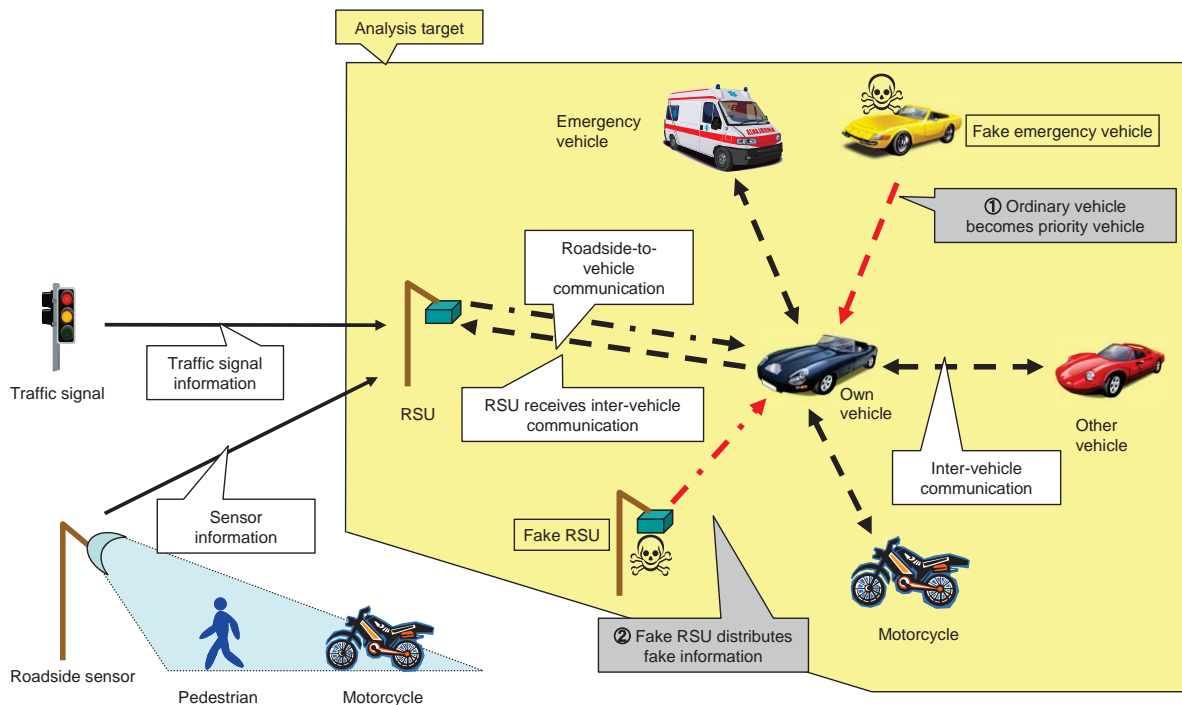 Analysis target
Emergency
vehicle
AMBULANCE
Fake emergency vehicle
① Ordinary vehicle
becomes priority vehicle
Roadside-to-
vehicle
communication
Traffic signal
information
Traffic signal
RSU
RSU receives inter-vehicle
communication
Own
vehicle
Other
vehicle
Inter-vehicle
communication
Sensor
information
Fake RSU
② Fake RSU distributes
fake information
Motorcycle
Roadside sensor
Pedestrian
Motorcycle